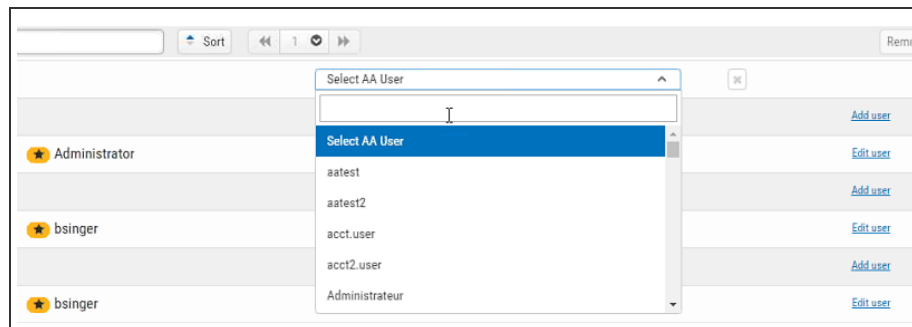 Sort 1
Select AA User
Add user
Select AA User
Administrator Edit user
aatest
Add user
aatest2
bsinger Edit user
acct.user
acct2.user Add user
Administrateur
bsinger Edit user